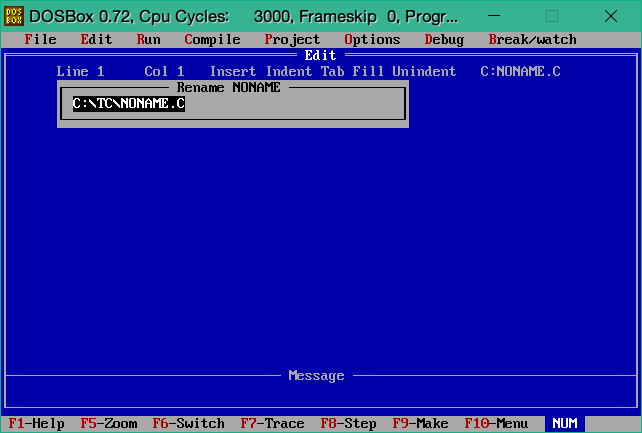 DOS BOX DOSBox 0.72, Cpu Cycles: 3000, Frameskip 0, Progr...
File Edit Run Compile Project Options Debug Break/watch
Edit
Line 1 Col 1 Insert Indent Tab Fill Unindent C:NONAME.C
Rename NONAME
C:\TC\NONAME.C
Message
F1-Help F5-Zoom F6-Switch F7-Trace F8-Step F9-Make F10-Menu NUM